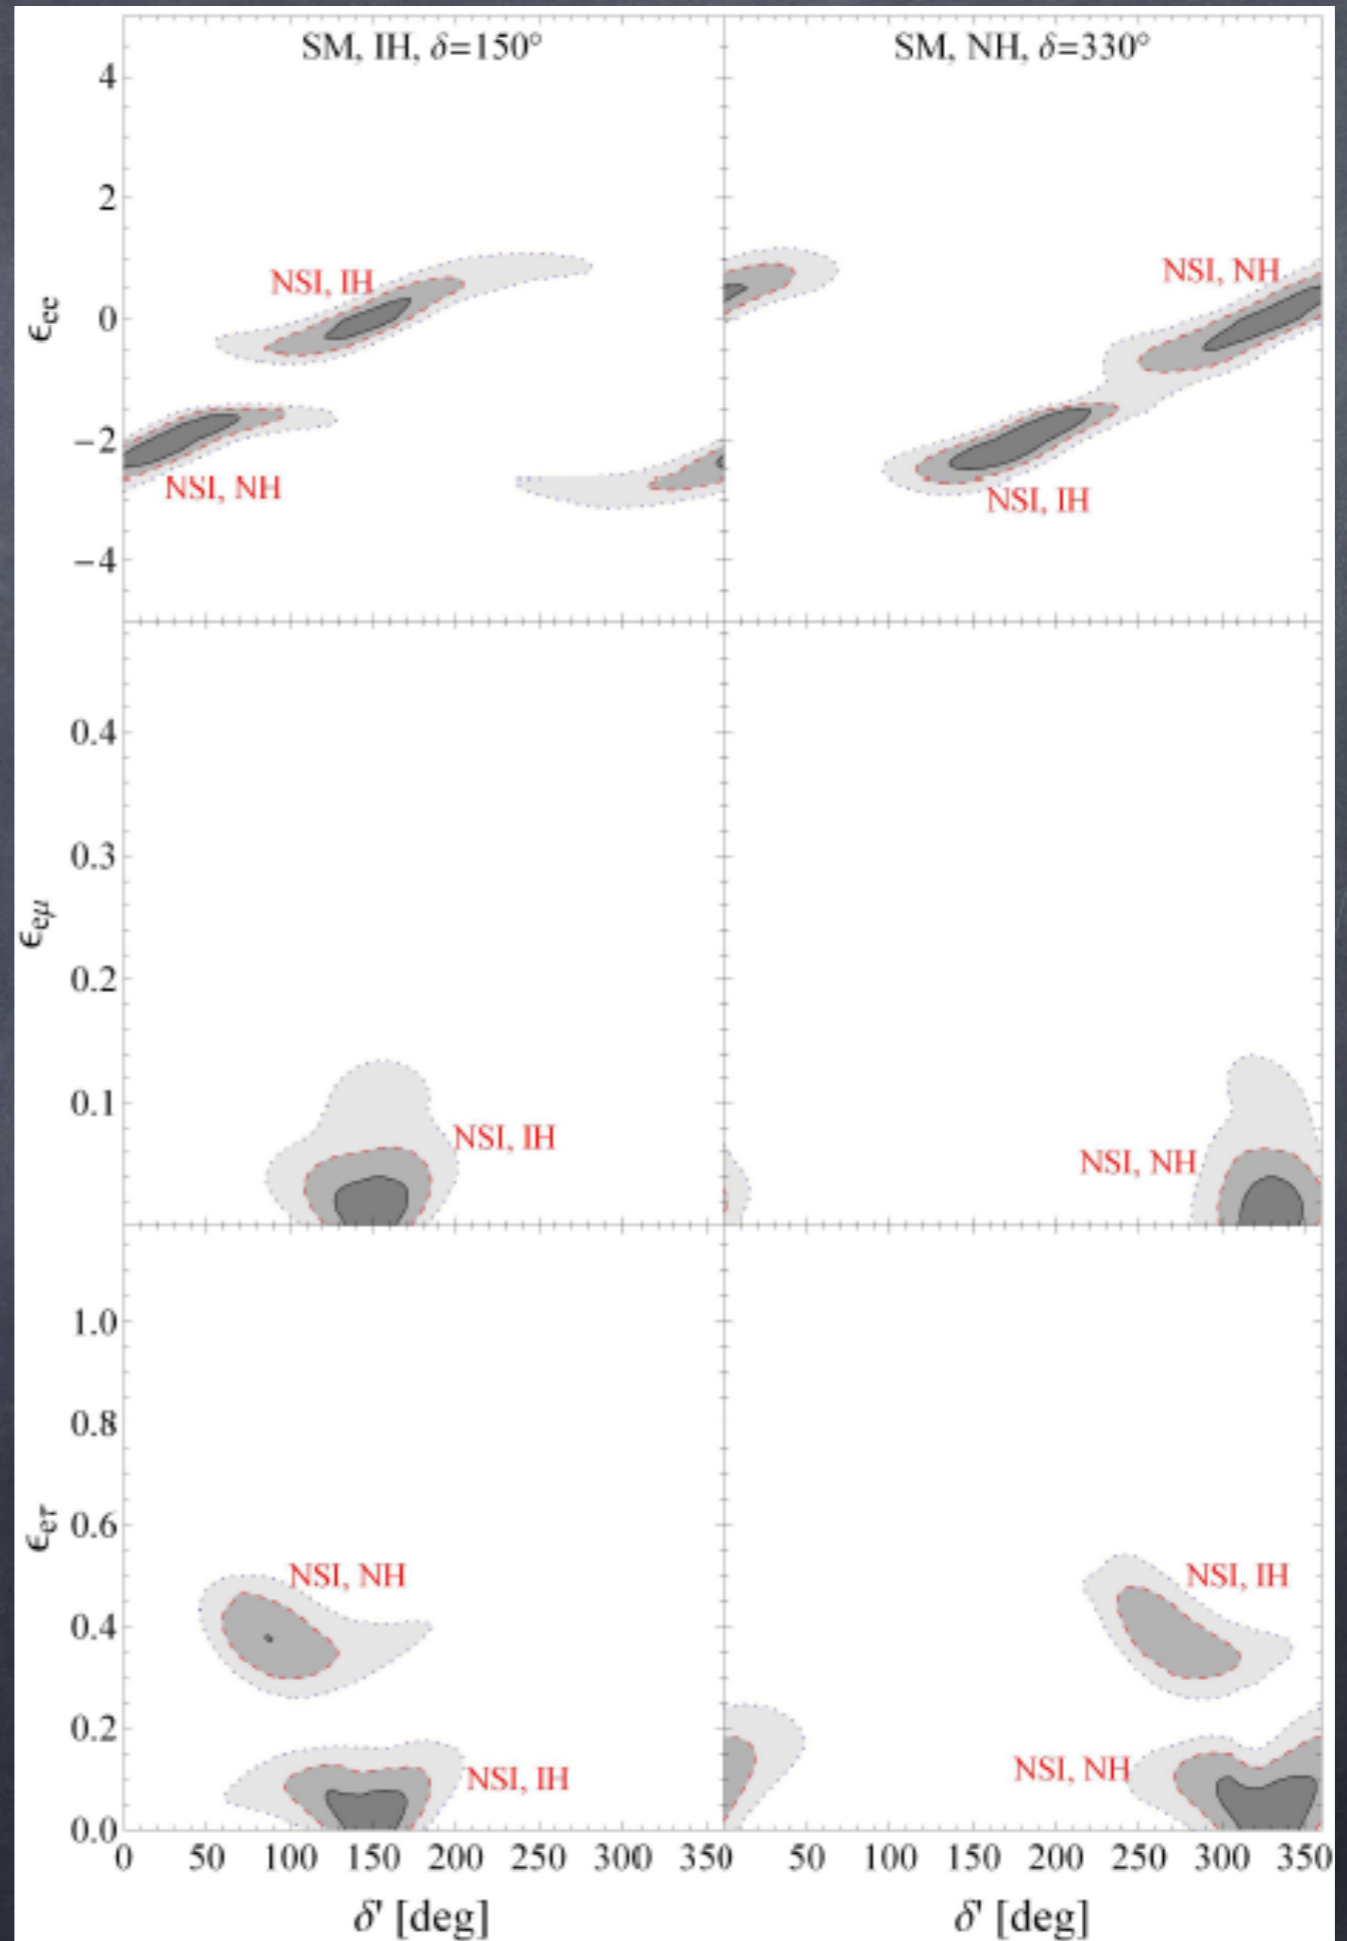 SM, IH, δ=150°
SM, NH, δ=330°
4
2
0
−2
−4
ϵee
NSI, IH
NSI, NH
NSI, NH
NSI, IH
0.4
0.3
0.2
0.1
ϵeμ
NSI, IH
NSI, NH
1.0
0.8
0.6
0.4
0.2
0.0
ϵeτ
NSI, NH
NSI, IH
NSI, IH
NSI, NH
0 50 100 150 200 250 300 350
50 100 150 200 250 300 350
δ' [deg]
δ' [deg]